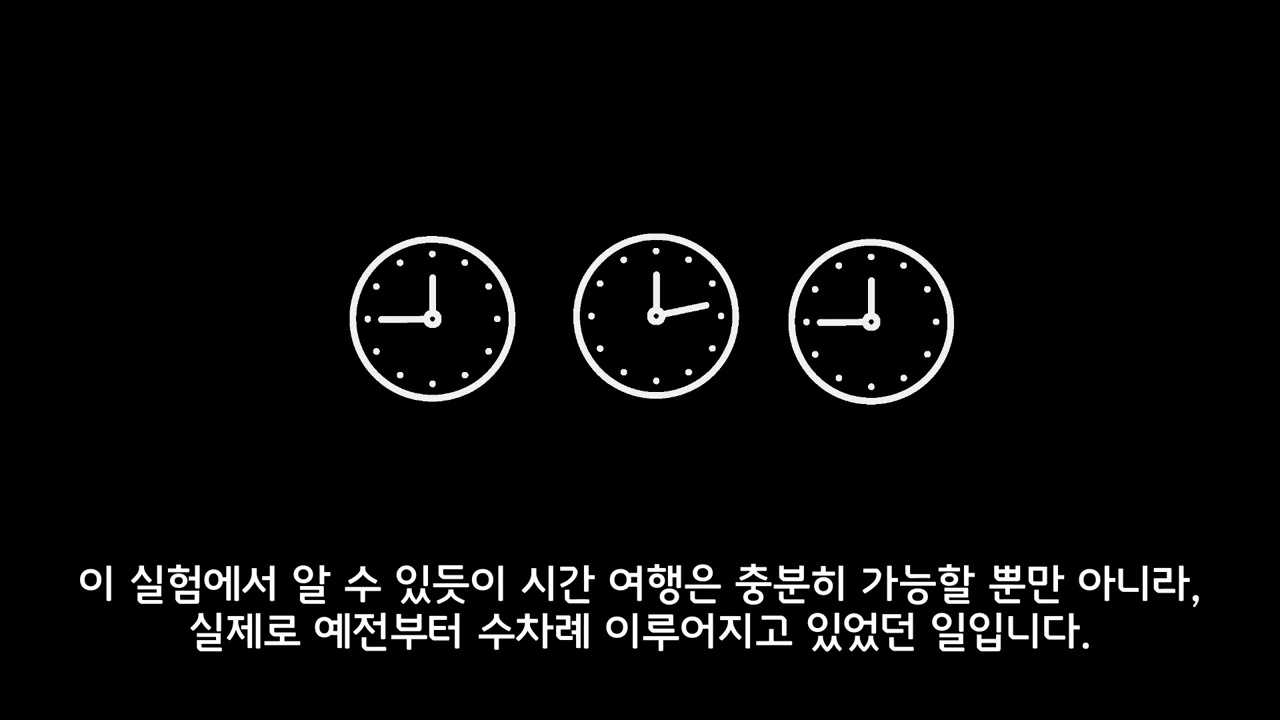 이 실험에서 알 수 있듯이 시간 여행은 충분히 가능할 뿐만 아니라,
실제로 예전부터 수차례 이루어지고 있었던 일입니다.